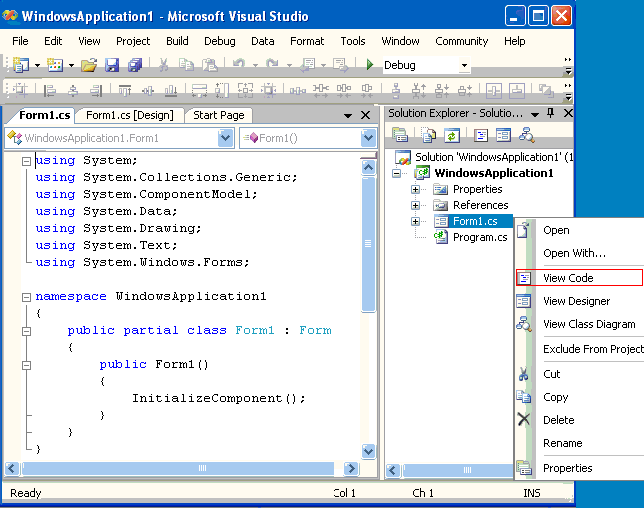 WindowsApplication1 - Microsoft Visual Studio
File Edit View Project Build Debug Data Format Tools Window Community Help
Debug
Form1.cs Form1.cs [Design] Start Page
WindowsApplication1.Form1 Form1()
using System;
using System.Collections.Generic;
using System.ComponentModel;
using System.Data;
using System.Drawing;
using System.Text;
using System.Windows.Forms;
namespace WindowsApplication1
{
public partial class Form1 : Form
{
public Form1()
{
InitializeComponent();
}
}
}
Solution Explorer - Solutio...
Solution 'WindowsApplication1' (1
WindowsApplication1
Properties
References
Form1.cs
Program.cs
Open
Open With...
View Code
View Designer
View Class Diagram
Exclude From Project
Cut
Copy
Delete
Rename
Properties
Ready Col 1 Ch 1 INS